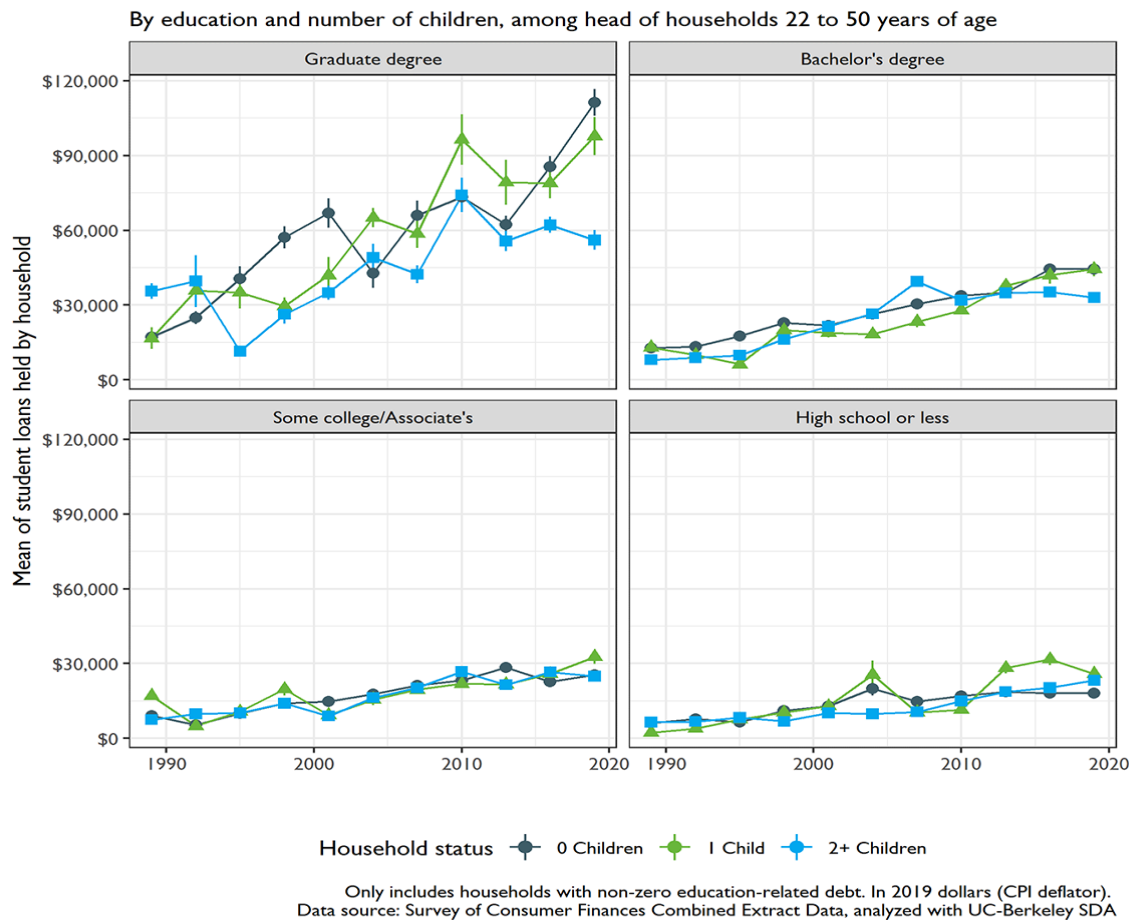 By education and number of children, among head of households 22 to 50 years of age
Graduate degree
Bachelor's degree
$120,000
$90,000
$60,000
$30,000
$0
Some college/Associate's
High school or less
$120,000
$90,000
$60,000
$30,000
$0
1990 2000 2010 2020
1990 2000 2010 2020
Mean of student loans held by household
Household status 0 Children 1 Child 2+ Children
Only includes households with non-zero education-related debt. In 2019 dollars (CPI deflator).
Data source: Survey of Consumer Finances Combined Extract Data, analyzed with UC-Berkeley SDA